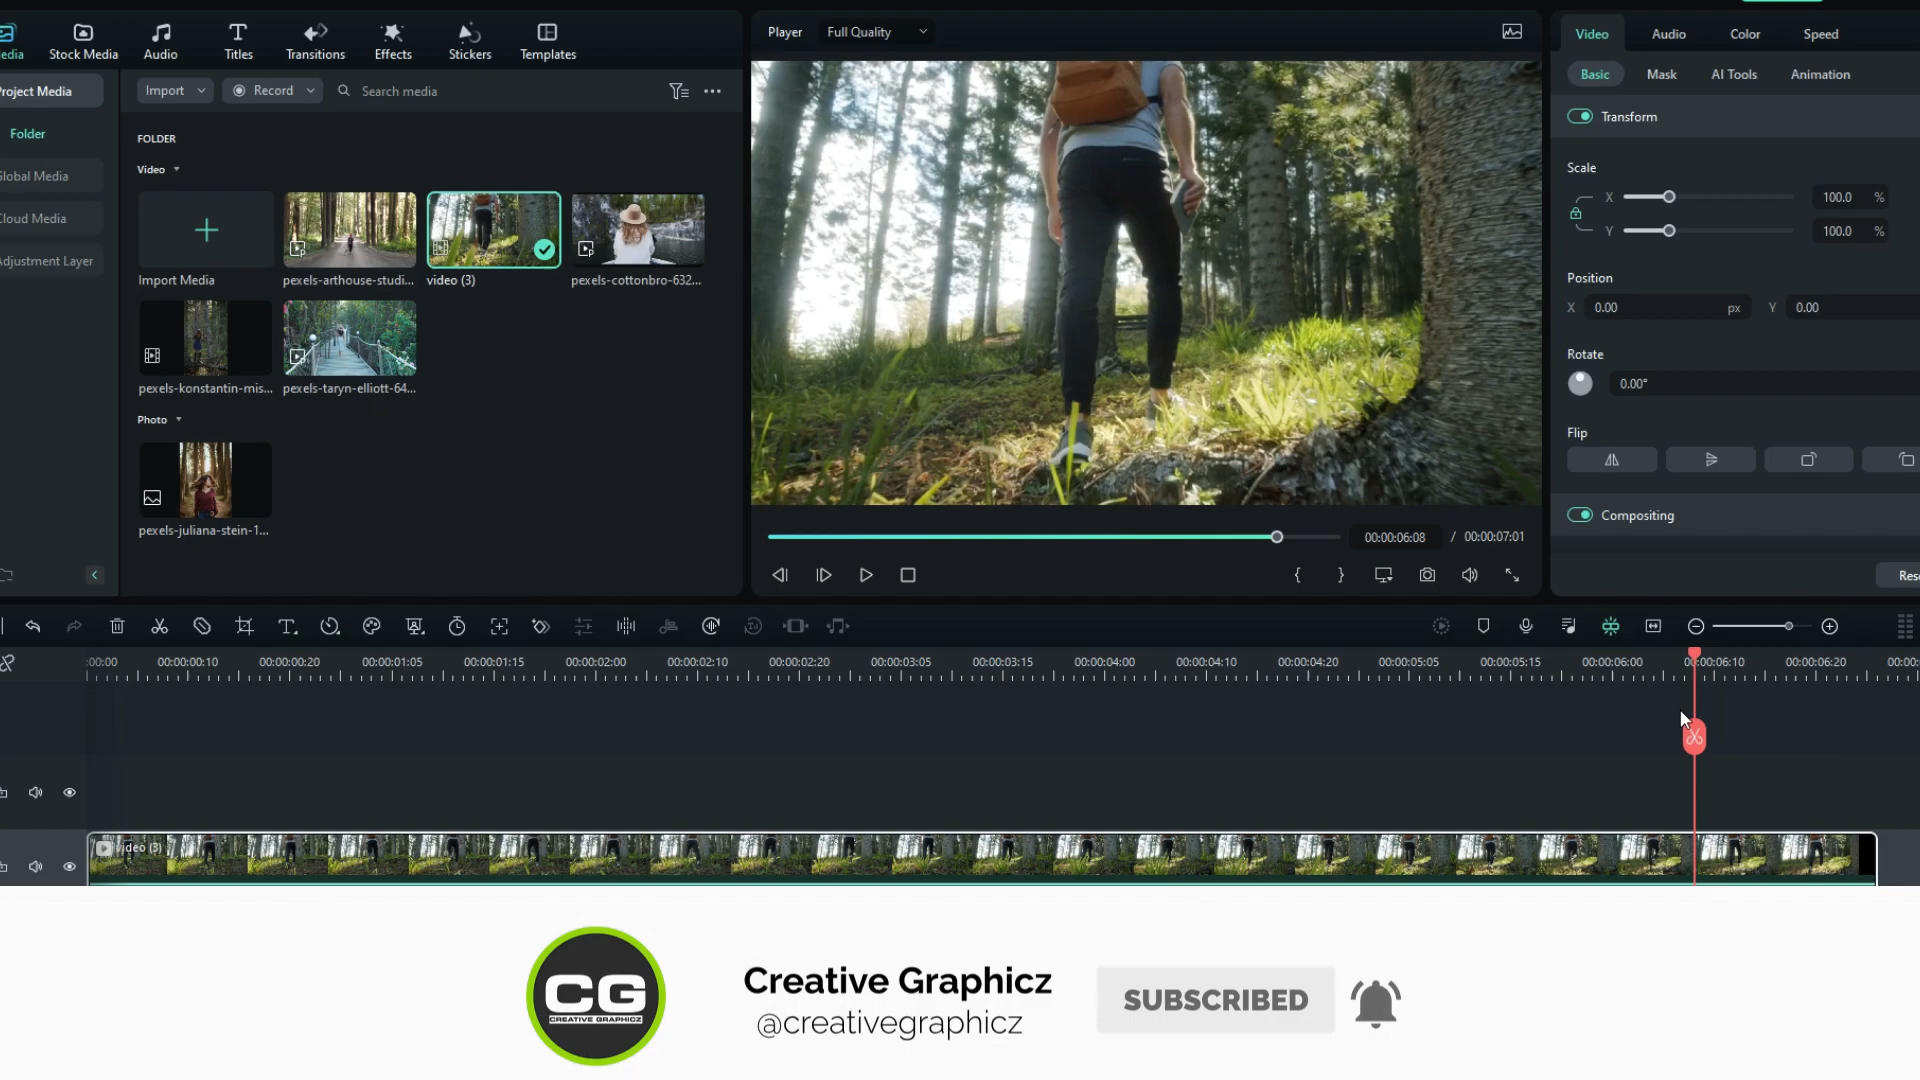 edia
Stock Media
Audio
Titles
Transitions
Effects
Stickers
Templates
Player
Full Quality
Video
Audio
Color
Speed
roject Media
Import
Record
Search media
Basic
Mask
AI Tools
Animation
Folder
FOLDER
Transform
Video
Global Media
Scale
X
100.0
%
Cloud Media
Y
100.0
%
Adjustment Layer
Import Media
pexels-arthouse-studi...
video (3)
pexels-cottonbro-632...
Position
X
0.00
px
Y
0.00
Rotate
0.00°
pexels-konstantin-mis...
pexels-taryn-elliott-64...
Photo
Flip
pexels-juliana-stein-1...
Compositing
00:00:06:08
/
00:00:07:01
Rese
:00:00
00:00:00:10
00:00:00:20
00:00:01:05
00:00:01:15
00:00:02:00
00:00:02:10
00:00:02:20
00:00:03:05
00:00:03:15
00:00:04:00
00:00:04:10
00:00:04:20
00:00:05:05
00:00:05:15
00:00:06:00
00:00:06:10
00:00:06:20
00:00:
video (3)
CG
CREATIVE GRAPHICZ
Creative Graphicz
@creativegraphicz
SUBSCRIBED